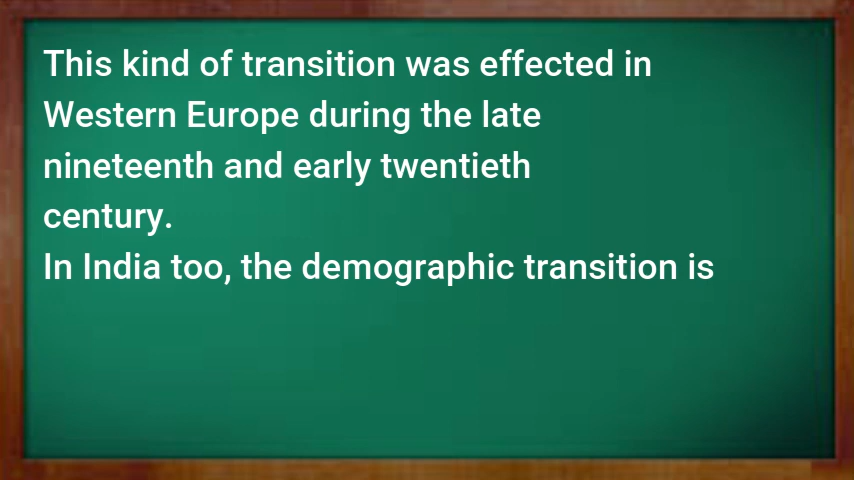 This kind of transition was effected in
Western Europe during the late
nineteenth and early twentieth
century.
In India too, the demographic transition is